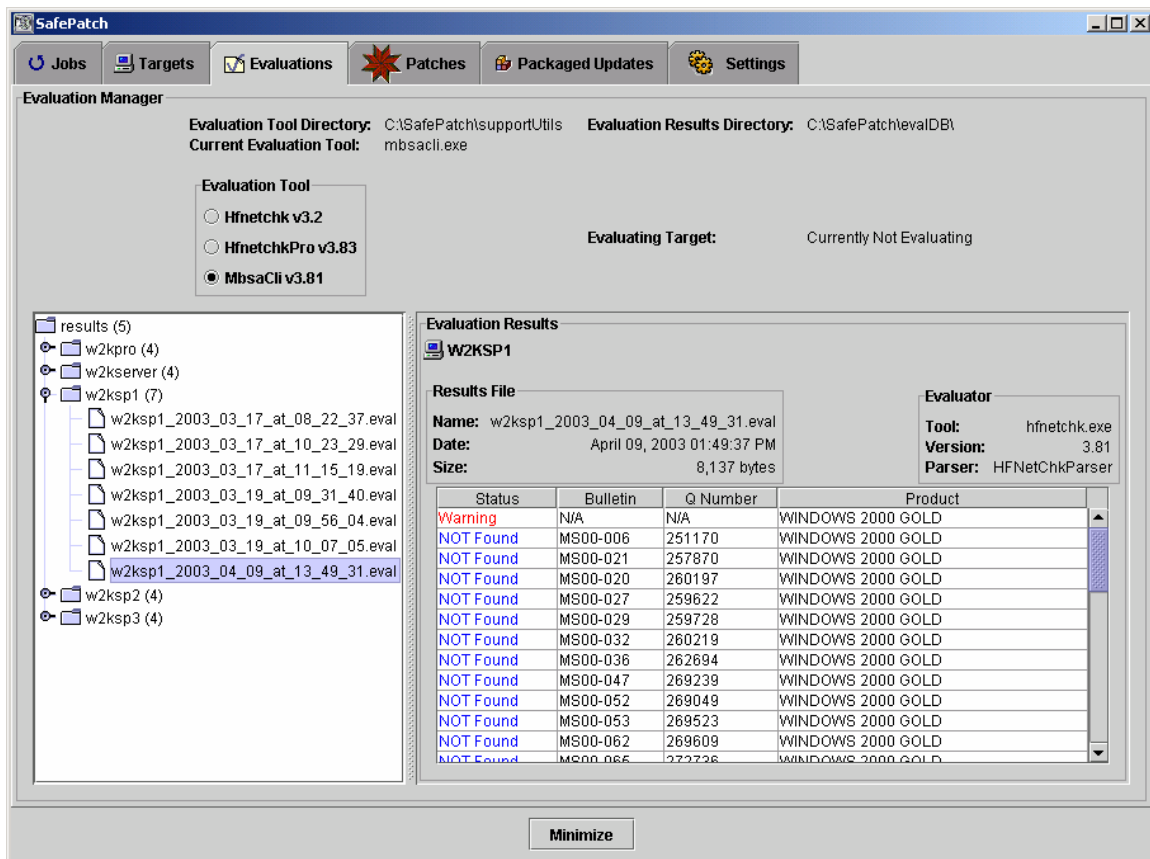 SafePatch
Jobs Targets Evaluations Patches Packaged Updates Settings
Evaluation Manager
Evaluation Tool Directory: C:\SafePatch\supportUtils Evaluation Results Directory: C:\SafePatch\evalDB\
Current Evaluation Tool: mbsacli.exe
Evaluation Tool
Hfnetchk v3.2
HfnetchkPro v3.83
MbsaCli v3.81
Evaluating Target: Currently Not Evaluating
results (5)
w2kpro (4)
w2kserver (4)
w2ksp1 (7)
w2ksp1_2003_03_17_at_08_22_37.eval
w2ksp1_2003_03_17_at_10_23_29.eval
w2ksp1_2003_03_17_at_11_15_19.eval
w2ksp1_2003_03_19_at_09_31_40.eval
w2ksp1_2003_03_19_at_09_56_04.eval
w2ksp1_2003_03_19_at_10_07_05.eval
w2ksp1_2003_04_09_at_13_49_31.eval
w2ksp2 (4)
w2ksp3 (4)
Evaluation Results
W2KSP1
Results File
Name: w2ksp1_2003_04_09_at_13_49_31.eval
Date: April 09, 2003 01:49:37 PM
Size: 8,137 bytes
Evaluator
Tool: hfnetchk.exe
Version: 3.81
Parser: HFNetChkParser
Status Bulletin Q Number Product
Warning N/A N/A WINDOWS 2000 GOLD
NOT Found MS00-006 251170 WINDOWS 2000 GOLD
NOT Found MS00-021 257870 WINDOWS 2000 GOLD
NOT Found MS00-020 260197 WINDOWS 2000 GOLD
NOT Found MS00-027 259622 WINDOWS 2000 GOLD
NOT Found MS00-029 259728 WINDOWS 2000 GOLD
NOT Found MS00-032 260219 WINDOWS 2000 GOLD
NOT Found MS00-036 262694 WINDOWS 2000 GOLD
NOT Found MS00-047 269239 WINDOWS 2000 GOLD
NOT Found MS00-052 269049 WINDOWS 2000 GOLD
NOT Found MS00-053 269523 WINDOWS 2000 GOLD
NOT Found MS00-062 269609 WINDOWS 2000 GOLD
NOT Found MS00-065 272736 WINDOWS 2000 GOLD
Minimize